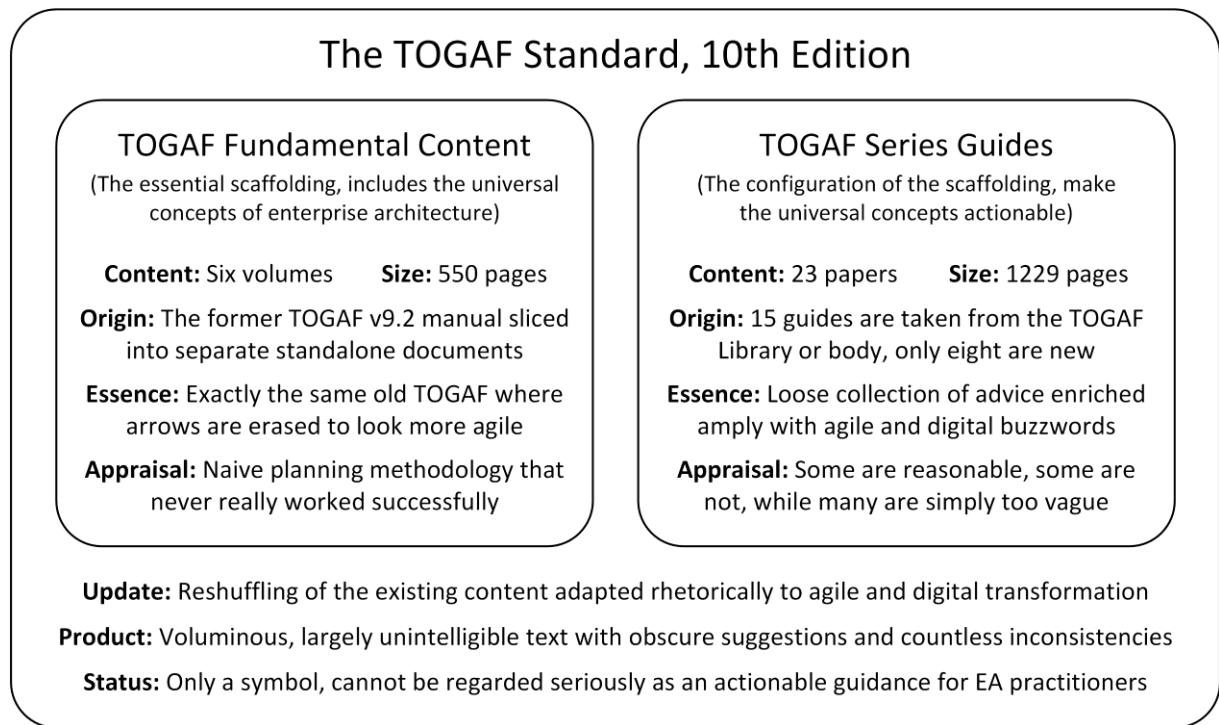 The TOGAF Standard, 10th Edition
TOGAF Fundamental Content
(The essential scaffolding, includes the universal
concepts of enterprise architecture)
Content: Six volumes Size: 550 pages
Origin: The former TOGAF v9.2 manual sliced
into separate standalone documents
Essence: Exactly the same old TOGAF where
arrows are erased to look more agile
Appraisal: Naive planning methodology that
never really worked successfully
TOGAF Series Guides
(The configuration of the scaffolding, make
the universal concepts actionable)
Content: 23 papers Size: 1229 pages
Origin: 15 guides are taken from the TOGAF
Library or body, only eight are new
Essence: Loose collection of advice enriched
amply with agile and digital buzzwords
Appraisal: Some are reasonable, some are
not, while many are simply too vague
Update: Reshuffling of the existing content adapted rhetorically to agile and digital transformation
Product: Voluminous, largely unintelligible text with obscure suggestions and countless inconsistencies
Status: Only a symbol, cannot be regarded seriously as an actionable guidance for EA practitioners